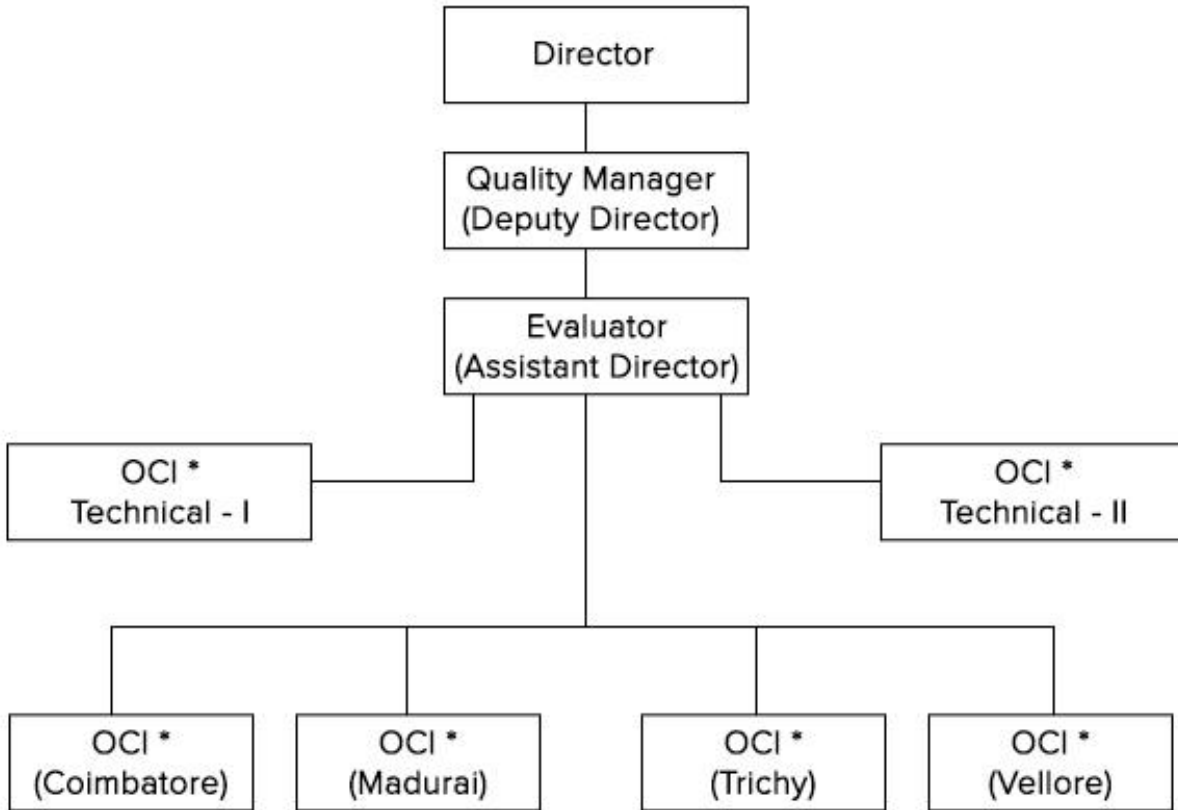 Director
Quality Manager
(Deputy Director)
Evaluator
(Assistant Director)
OCI *
Technical - I
OCI *
Technical - II
OCI *
(Coimbatore)
OCI *
(Madurai)
OCI *
(Trichy)
OCI *
(Vellore)